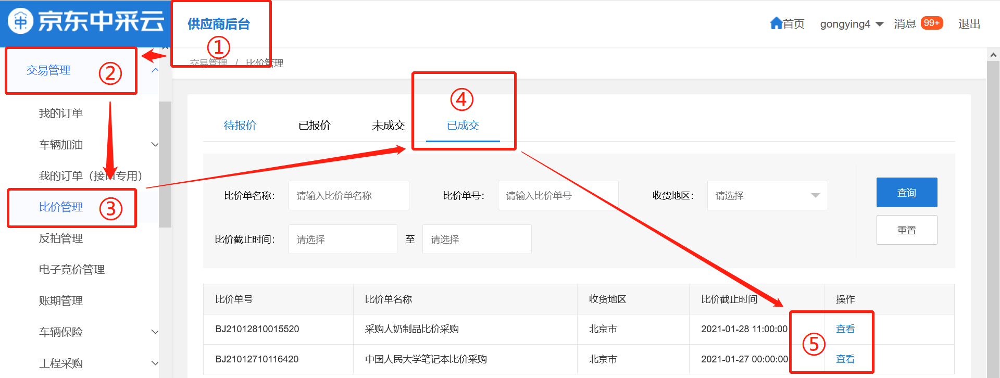 京东中采云
供应商后台
①
首页
gongying4
消息
99+
退出
交易管理 / 比价管理
交易管理
②
我的订单
车辆加油
我的订单（接口专用）
比价管理
③
反拍管理
电子竞价管理
账期管理
车辆保险
工程采购
④
待报价 已报价 未成交 已成交
比价单名称： 请输入比价单名称 比价单号： 请输入比价单号 收货地区： 请选择 查询
比价截止时间： 请选择 至 请选择 重置
比价单号 比价单名称 收货地区 比价截止时间 操作
BJ21012810015520 采购人奶制品比价采购 北京市 2021-01-28 11:00:00 查看
⑤
BJ21012710116420 中国人民大学笔记本比价采购 北京市 2021-01-27 00:00:00 查看